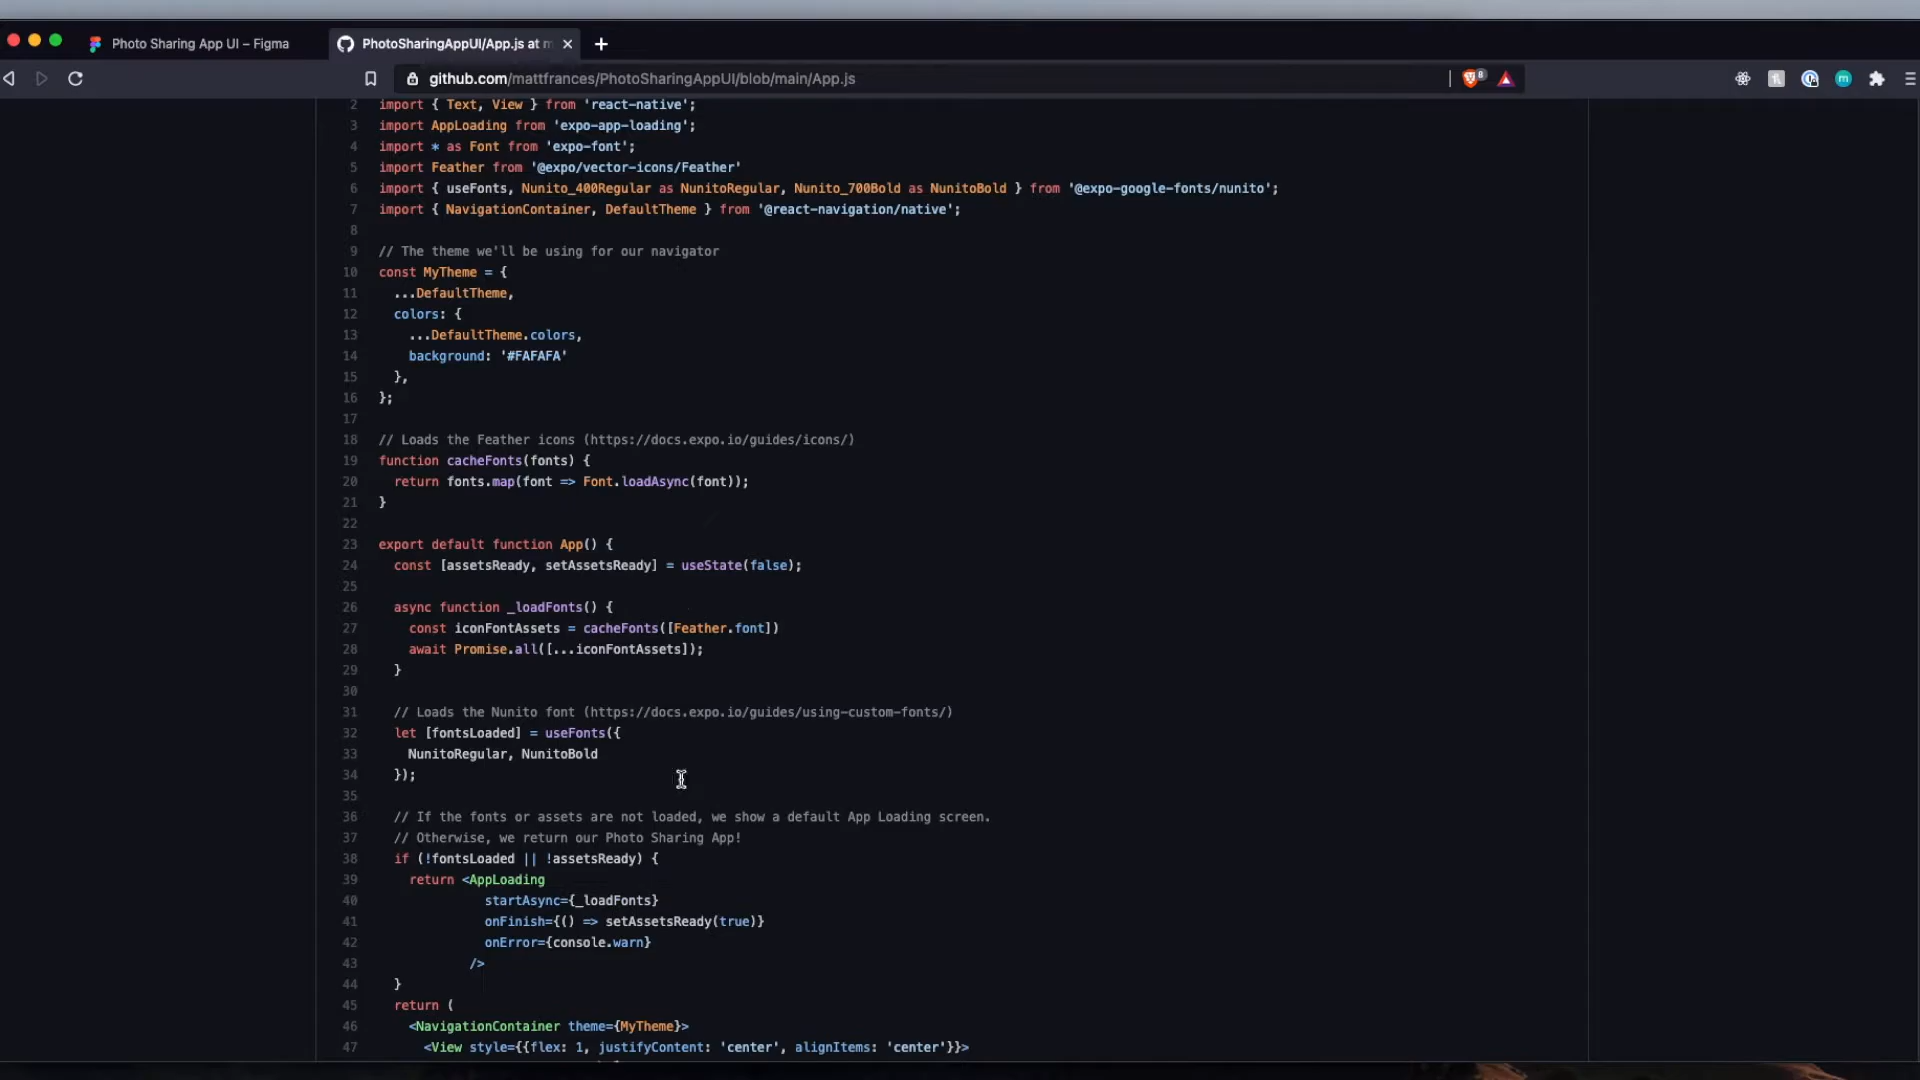 Photo Sharing App UI – Figma
PhotoSharingAppUI/App.js at m
github.com/mattfrances/PhotoSharingAppUI/blob/main/App.js
8
m
2 import { Text, View } from 'react-native';
3 import AppLoading from 'expo-app-loading';
4 import * as Font from 'expo-font';
5 import Feather from '@expo/vector-icons/Feather'
6 import { useFonts, Nunito_400Regular as NunitoRegular, Nunito_700Bold as NunitoBold } from '@expo-google-fonts/nunito';
7 import { NavigationContainer, DefaultTheme } from '@react-navigation/native';
8
9 // The theme we'll be using for our navigator
10 const MyTheme = {
11   ...DefaultTheme,
12   colors: {
13     ...DefaultTheme.colors,
14     background: '#FAFAFA'
15   },
16 };
17
18 // Loads the Feather icons (https://docs.expo.io/guides/icons/)
19 function cacheFonts(fonts) {
20   return fonts.map(font => Font.loadAsync(font));
21 }
22
23 export default function App() {
24   const [assetsReady, setAssetsReady] = useState(false);
25
26   async function _loadFonts() {
27     const iconFontAssets = cacheFonts([Feather.font])
28     await Promise.all([...iconFontAssets]);
29   }
30
31   // Loads the Nunito font (https://docs.expo.io/guides/using-custom-fonts/)
32   let [fontsLoaded] = useFonts({
33     NunitoRegular, NunitoBold
34   });
35
36   // If the fonts or assets are not loaded, we show a default App Loading screen.
37   // Otherwise, we return our Photo Sharing App!
38   if (!fontsLoaded || !assetsReady) {
39     return <AppLoading
40               startAsync={_loadFonts}
41               onFinish={() => setAssetsReady(true)}
42               onError={console.warn}
43             />
44   }
45   return (
46     <NavigationContainer theme={MyTheme}>
47       <View style={{flex: 1, justifyContent: 'center', alignItems: 'center'}}>